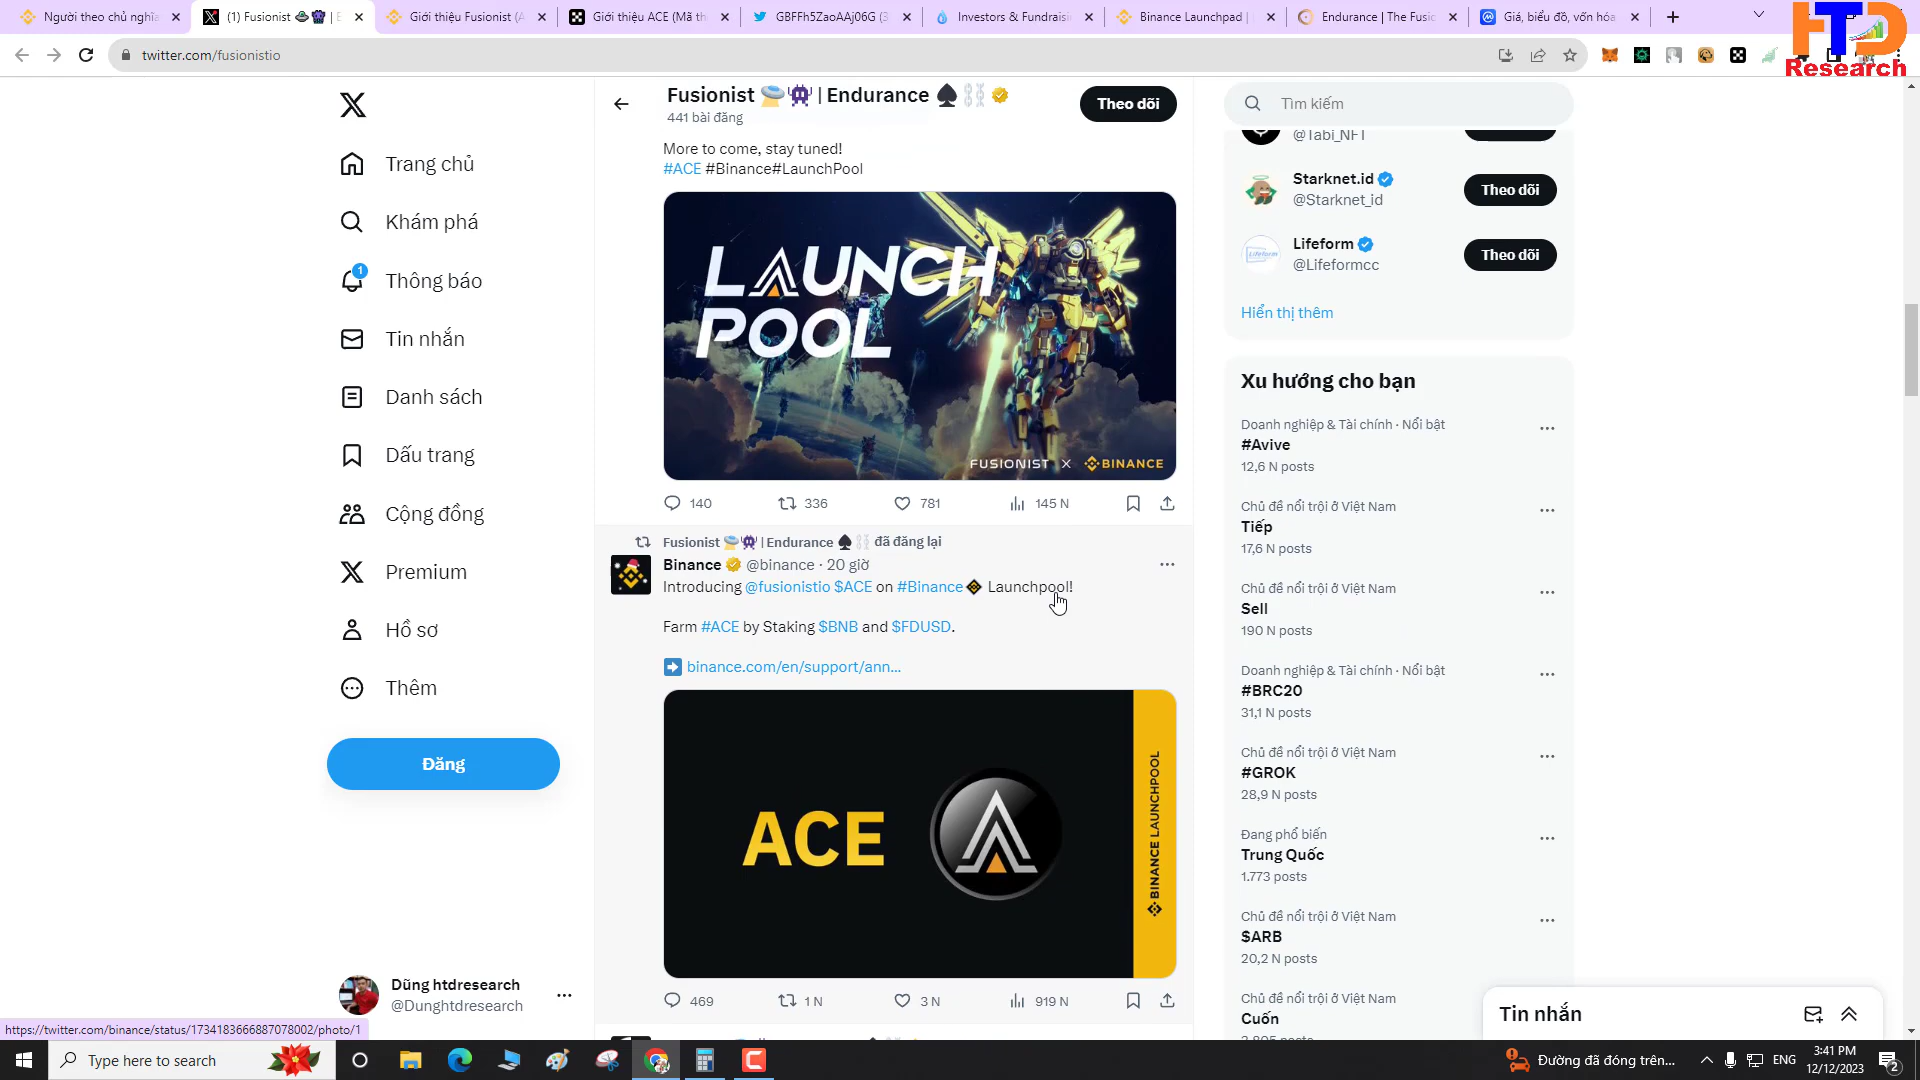 Người theo chủ nghĩa
(1) Fusionist
Giới thiệu Fusionist (A
Giới thiệu ACE (Mã th
GBFFh5ZaoAAj06G (3
Investors & Fundraisi
Binance Launchpad |
Endurance | The Fusio
Giá, biểu đồ, vốn hóa
HTD
Research
twitter.com/fusionistio
Fusionist | Endurance
441 bài đăng
Theo dõi
Tìm kiếm
Trang chủ
Khám phá
1
Thông báo
Tin nhắn
Danh sách
Dấu trang
Cộng đồng
Premium
Hồ sơ
Thêm
Đăng
Dũng htdresearch
@Dunghtdresearch
More to come, stay tuned!
#ACE #Binance#LaunchPool
LAUNCH
POOL
FUSIONIST X BINANCE
140 336 781 145 N
Fusionist | Endurance đã đăng lại
Binance @binance · 20 giờ
Introducing @fusionistio $ACE on #Binance Launchpool!
Farm #ACE by Staking $BNB and $FDUSD.
binance.com/en/support/ann...
ACE
BINANCE LAUNCHPOOL
469 1 N 3 N 919 N
@Tabi_NFT
Starknet.id
@Starknet_id
Theo dõi
Lifeform
@Lifeformcc
Theo dõi
Hiển thị thêm
Xu hướng cho bạn
Doanh nghiệp & Tài chính · Nổi bật
#Avive
12,6 N posts
Chủ đề nổi trội ở Việt Nam
Tiếp
17,6 N posts
Chủ đề nổi trội ở Việt Nam
Sell
190 N posts
Doanh nghiệp & Tài chính · Nổi bật
#BRC20
31,1 N posts
Chủ đề nổi trội ở Việt Nam
#GROK
28,9 N posts
Đang phổ biến
Trung Quốc
1.773 posts
Chủ đề nổi trội ở Việt Nam
$ARB
20,2 N posts
Chủ đề nổi trội ở Việt Nam
Cuốn
Tin nhắn
https://twitter.com/binance/status/1734183666887078002/photo/1
Type here to search
Đường đã đóng trên...
ENG
3:41 PM
12/12/2023
2